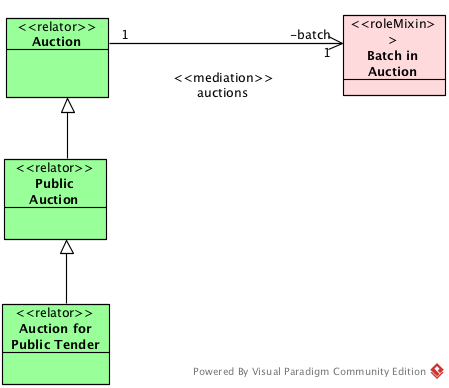 <<relator>>
Auction
1
-batch
1
<<mediation>>
auctions
<<roleMixin>
>
Batch in
Auction
<<relator>>
Public
Auction
<<relator>>
Auction for
Public Tender
Powered By Visual Paradigm Community Edition